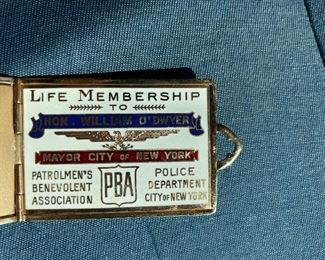 LIFE MEMBERSHIP
TO
HON. WILLIAM O'DWYER
MAYOR CITY OF NEW YORK
PATROLMEN'S
BENEVOLENT
ASSOCIATION
PBA
POLICE
DEPARTMENT
CITY OF NEW YORK